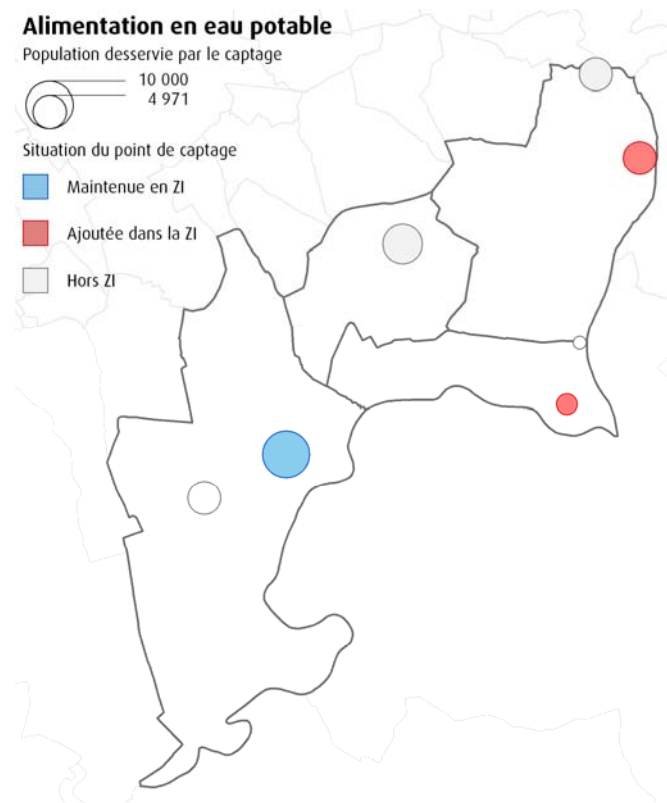 Alimentation en eau potable
Population desservie par le captage
10 000
4 971
Situation du point de captage
Maintenue en ZI
Ajoutée dans la ZI
Hors ZI